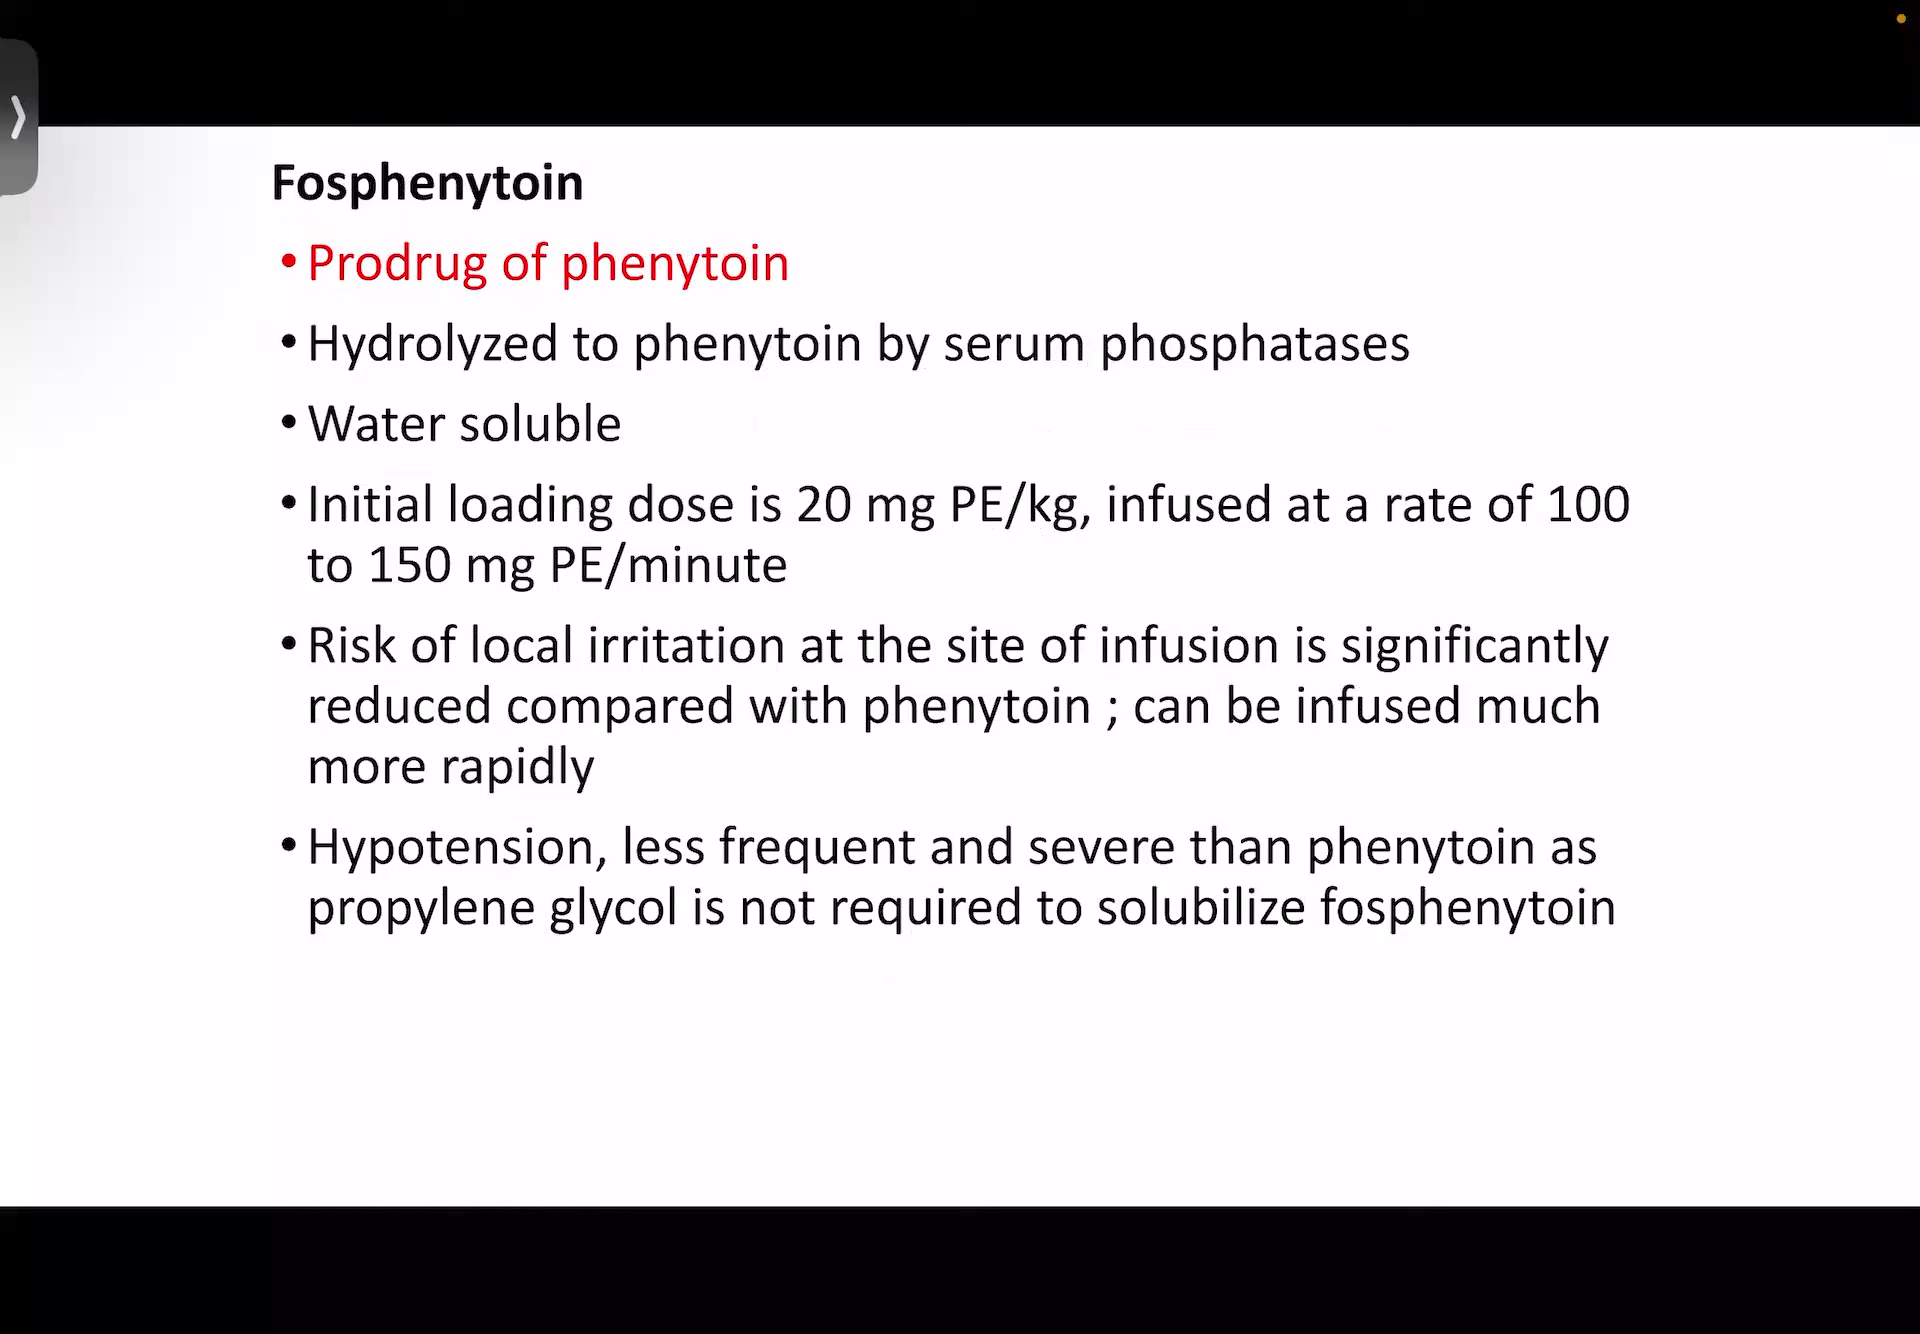 Fosphenytoin
• Prodrug of phenytoin
• Hydrolyzed to phenytoin by serum phosphatases
• Water soluble
• Initial loading dose is 20 mg PE/kg, infused at a rate of 100
to 150 mg PE/minute
• Risk of local irritation at the site of infusion is significantly
reduced compared with phenytoin ; can be infused much
more rapidly
• Hypotension, less frequent and severe than phenytoin as
propylene glycol is not required to solubilize fosphenytoin